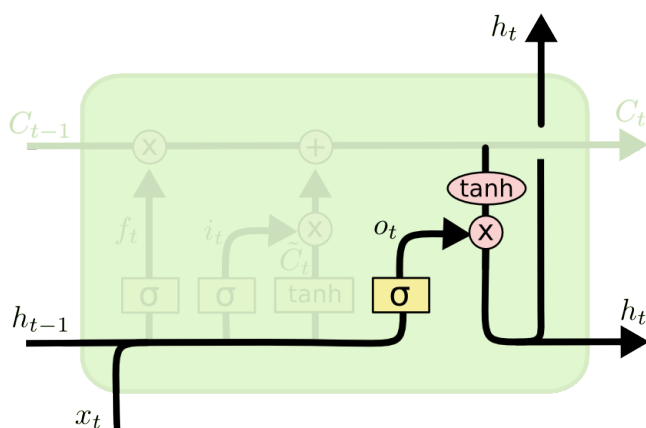 h_t
C_{t-1}
C_t
x
+
tanh
f_t
i_t
x
o_t
x
C̃_t
σ
σ
tanh
σ
h_{t-1}
h_t
x_t